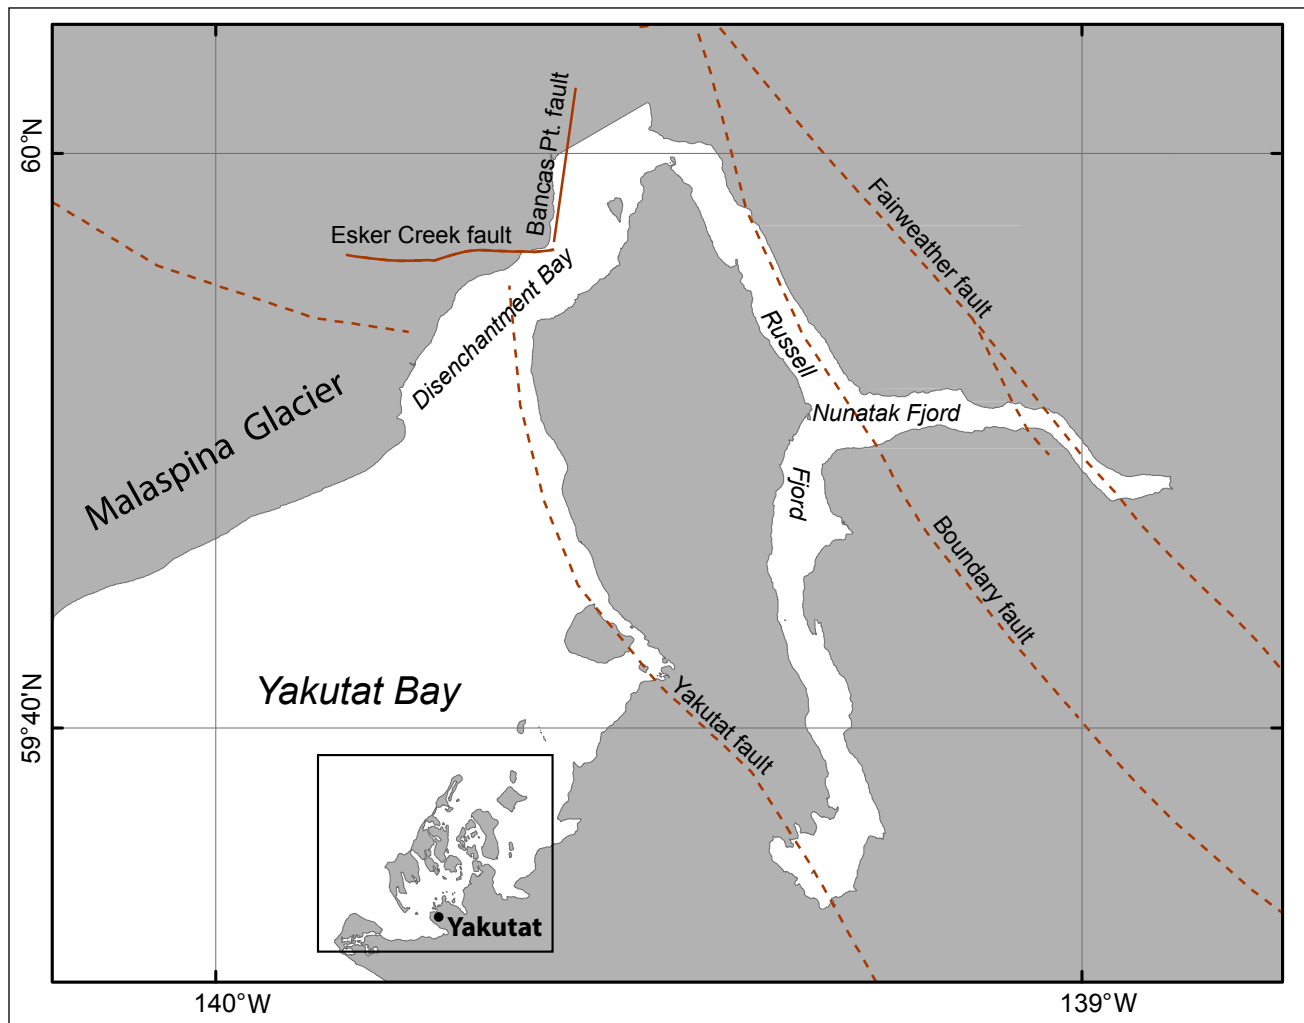 Bancas Pt. fault
60°N
Fairweather fault
Esker Creek fault
Disenchantment Bay
Russell
Fjord
Nunatak Fjord
Malaspina Glacier
Boundary fault
Yakutat Bay
Yakutat fault
59°40'N
Yakutat
140°W
139°W